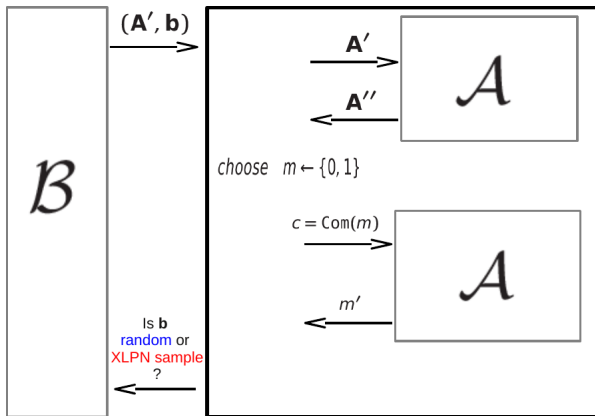 (A′, b)
A′
A
A′′
B
choose m ← {0, 1}
c = Com(m)
A
m′
Is b
random or
XLPN sample
?